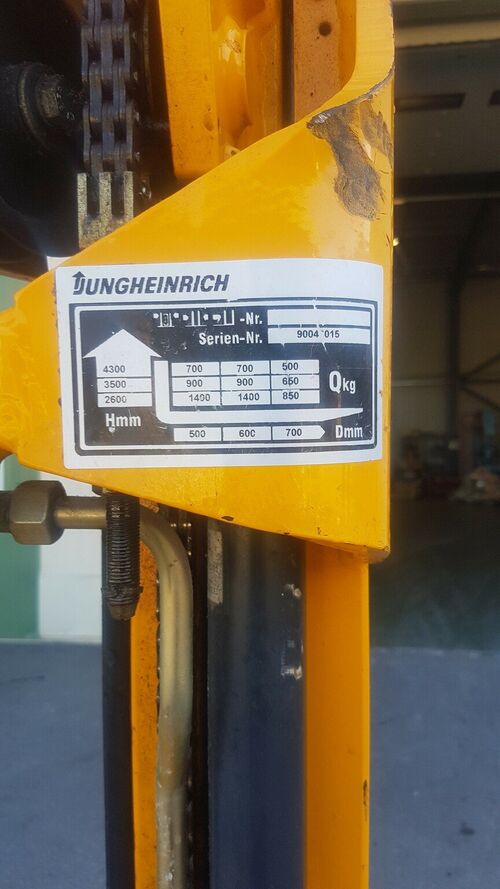 JUNGHEINRICH
-Nr.
Serien-Nr. 9004 015
4300 700 700 500
3500 900 900 650 Qkg
2600 1400 1400 850
Hmm
500 600 700 Dmm